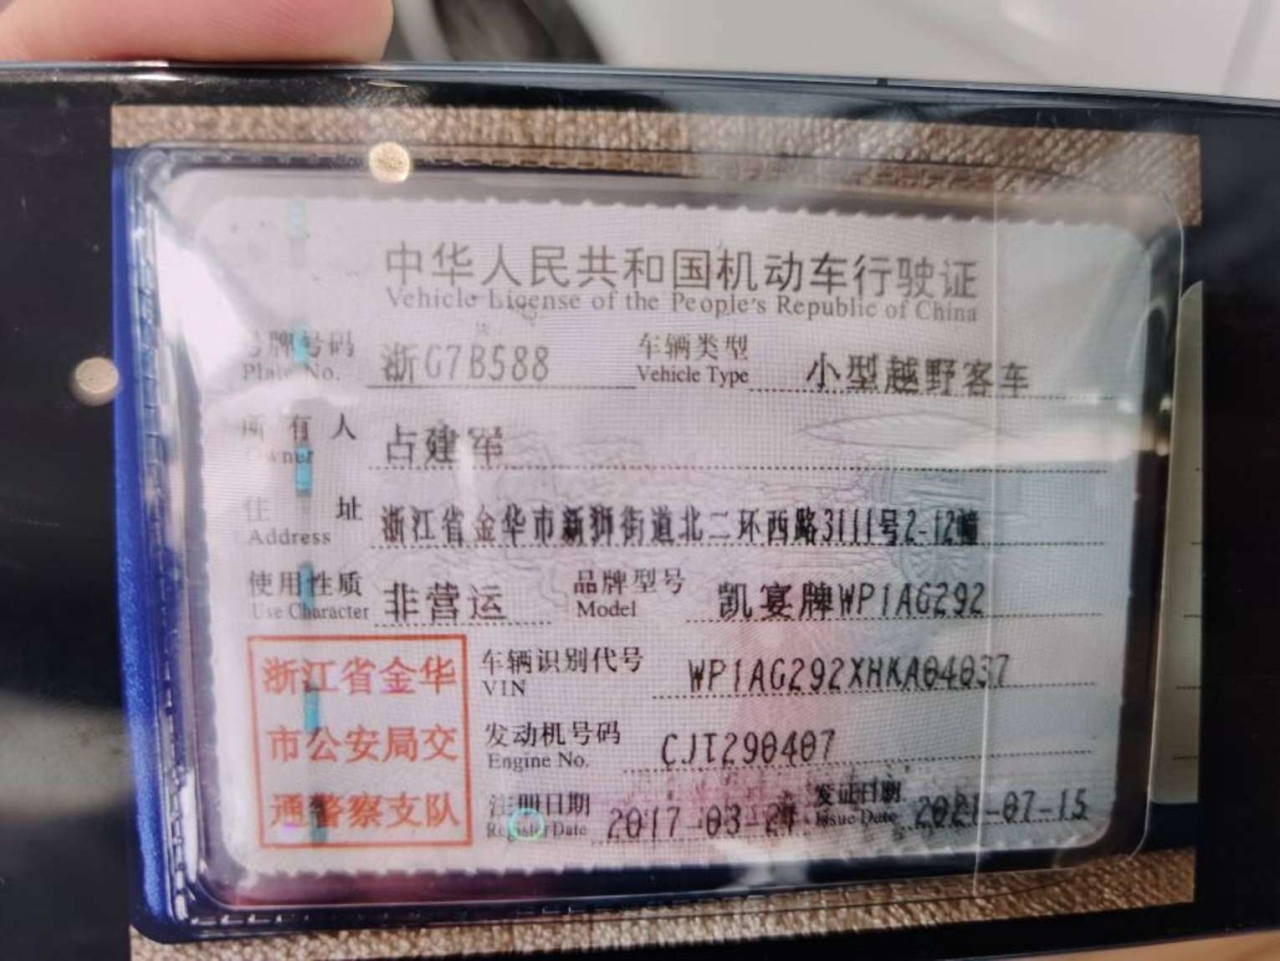 中华人民共和国机动车行驶证
Vehicle License of the People's Republic of China
号牌号码 浙G7B588 车辆类型 小型越野客车
Plate No. Vehicle Type
所有人 占建军
Owner
住址 浙江省金华市新狮街道北二环西路3111号2-12幢
Address
使用性质 非营运 品牌型号 凯宴牌WP1AG292
Use Character Model
浙江省金华
市公安局交
通警察支队
车辆识别代号 WP1AG292XHKA04037
VIN
发动机号码 CJT290407
Engine No.
注册日期 发证日期 2021-07-15
Register Date Issue Date